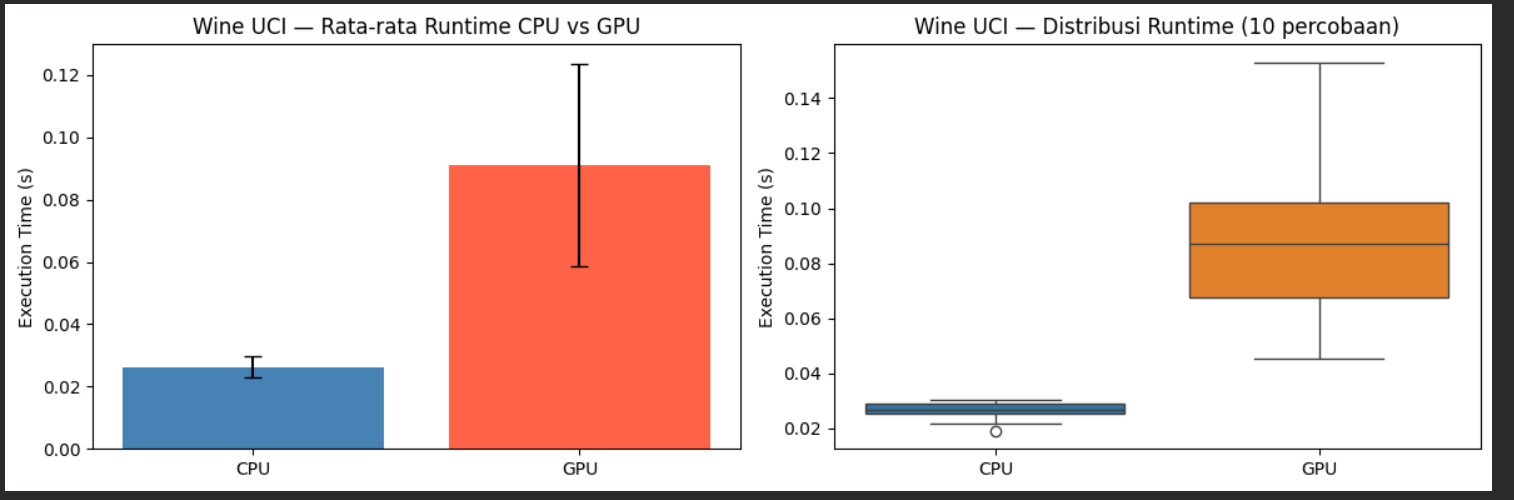 Wine UCI — Rata-rata Runtime CPU vs GPU
Execution Time (s)
0.12
0.10
0.08
0.06
0.04
0.02
0.00
CPU GPU
Wine UCI — Distribusi Runtime (10 percobaan)
Execution Time (s)
0.14
0.12
0.10
0.08
0.06
0.04
0.02
CPU GPU